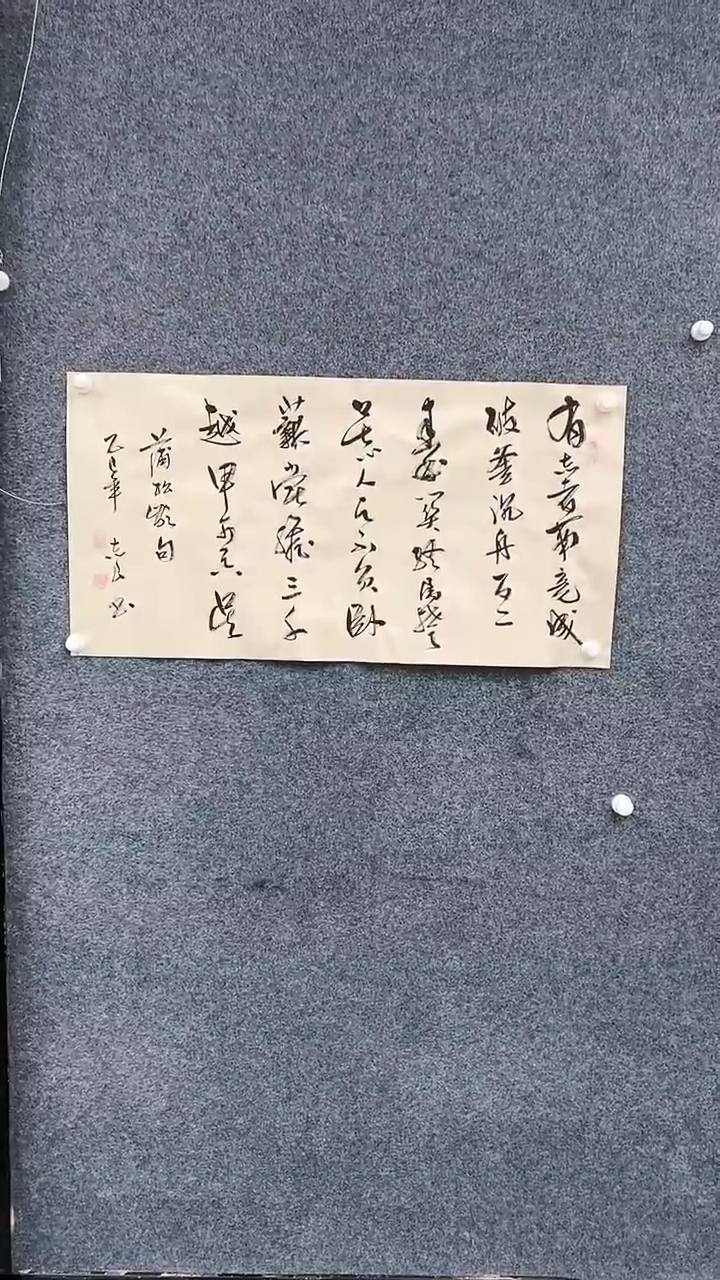 有志者事竟成
破釜沉舟百二
秦关终属楚
苦心人天不负卧
薪尝胆三千
越甲可吞吴
蒲松龄句
乙巳年 志 书